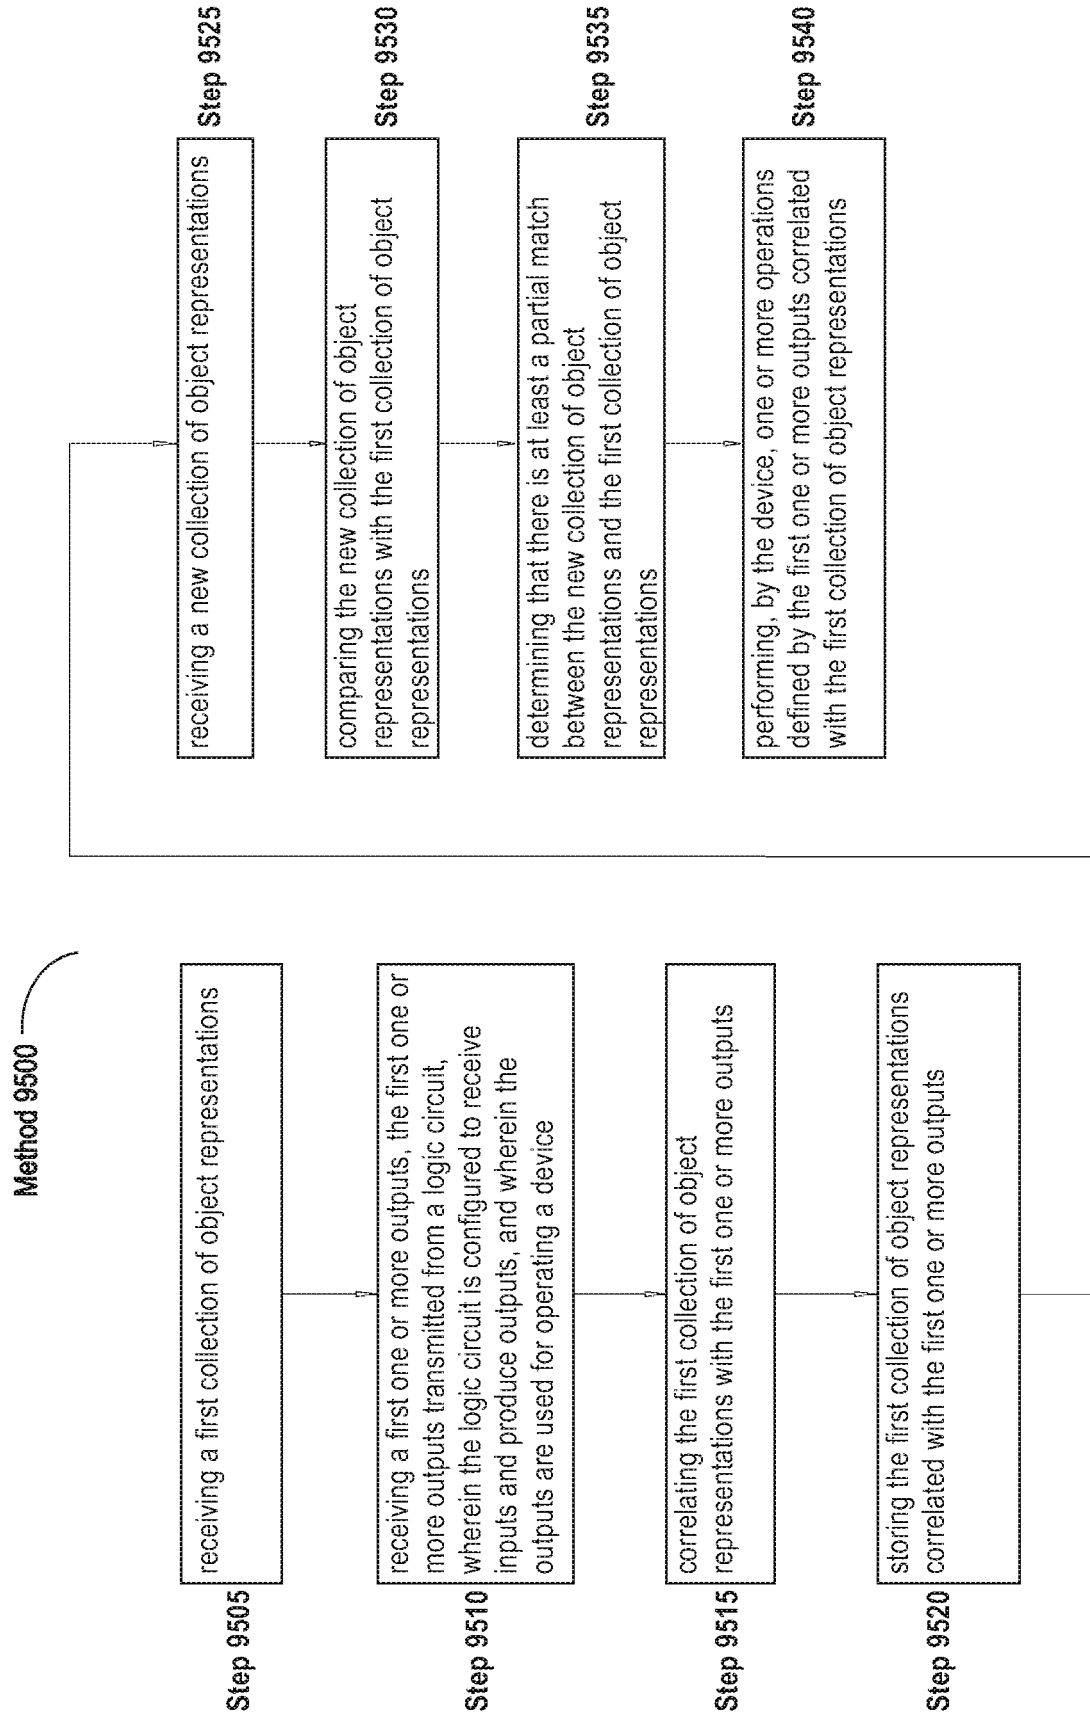 Method 9500
Step 9505
receiving a first collection of object representations
Step 9510
receiving a first one or more outputs, the first one or
more outputs transmitted from a logic circuit,
wherein the logic circuit is configured to receive
inputs and produce outputs, and wherein the
outputs are used for operating a device
Step 9515
correlating the first collection of object
representations with the first one or more outputs
Step 9520
storing the first collection of object representations
correlated with the first one or more outputs
receiving a new collection of object representations
Step 9525
comparing the new collection of object
representations with the first collection of object
representations
Step 9530
determining that there is at least a partial match
between the new collection of object
representations and the first collection of object
representations
Step 9535
performing, by the device, one or more operations
defined by the first one or more outputs correlated
with the first collection of object representations
Step 9540